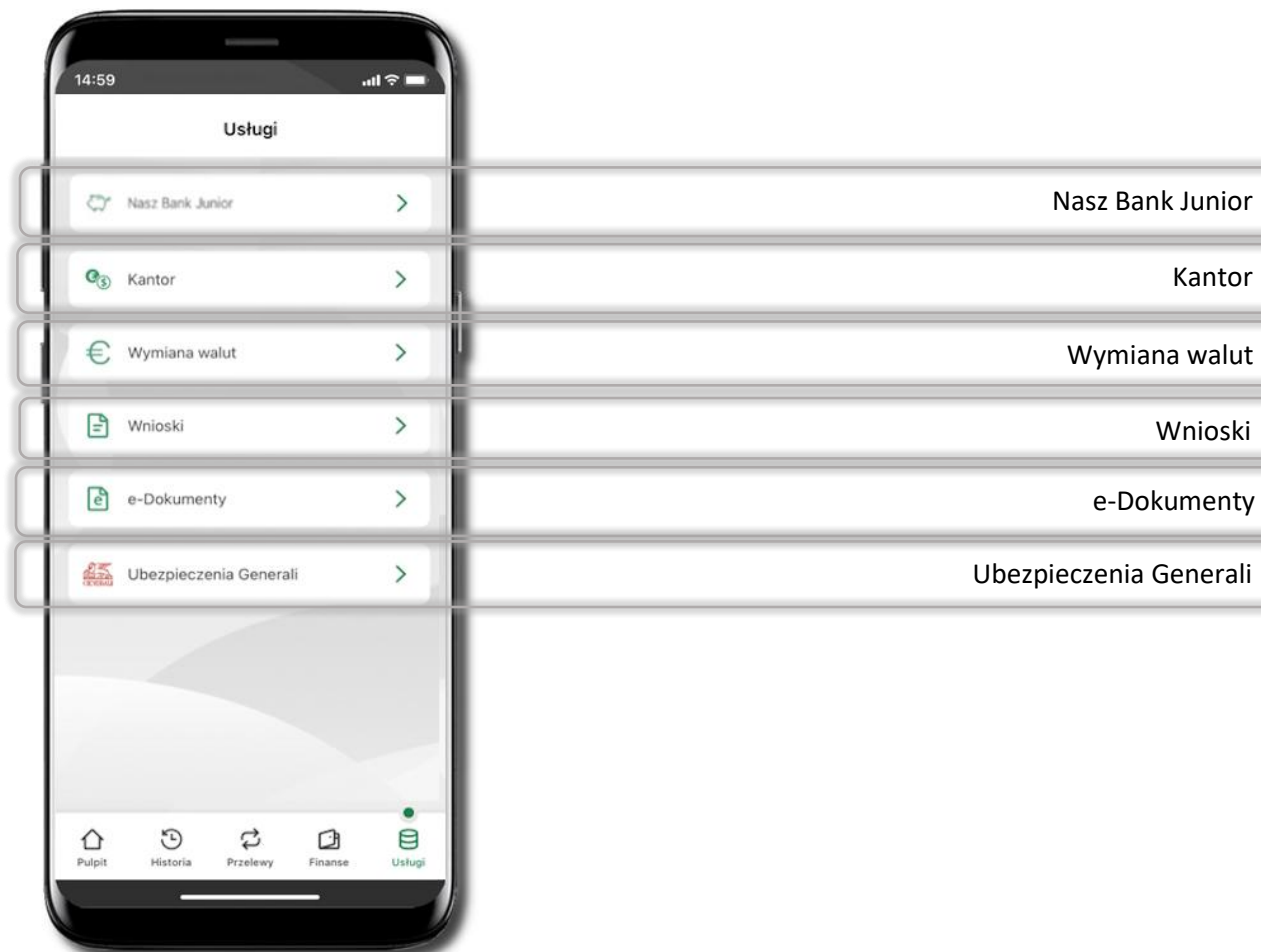 14:59
Usługi
Nasz Bank Junior
Nasz Bank Junior
Kantor
Kantor
Wymiana walut
Wymiana walut
Wnioski
Wnioski
e-Dokumenty
e-Dokumenty
GENERALI
Ubezpieczenia Generali
Ubezpieczenia Generali
Pulpit
Historia
Przelewy
Finanse
Usługi